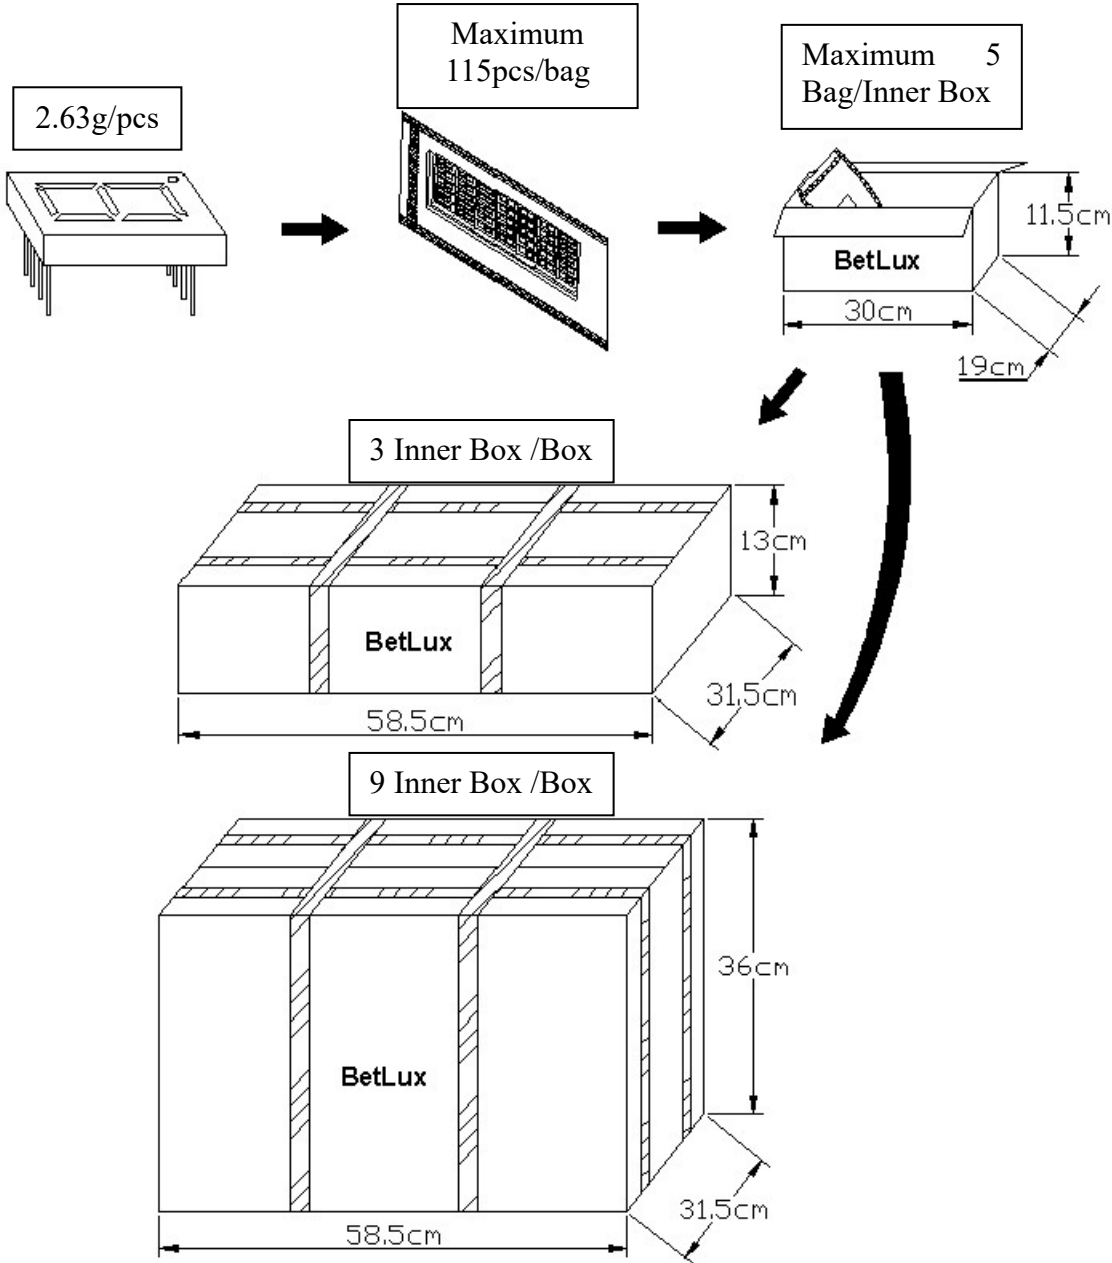 Maximum
115pcs/bag
Maximum 5
Bag/Inner Box
2.63g/pcs
11.5cm
BetLux
30cm
19cm
3 Inner Box /Box
13cm
BetLux
31.5cm
58.5cm
9 Inner Box /Box
36cm
BetLux
31.5cm
58.5cm